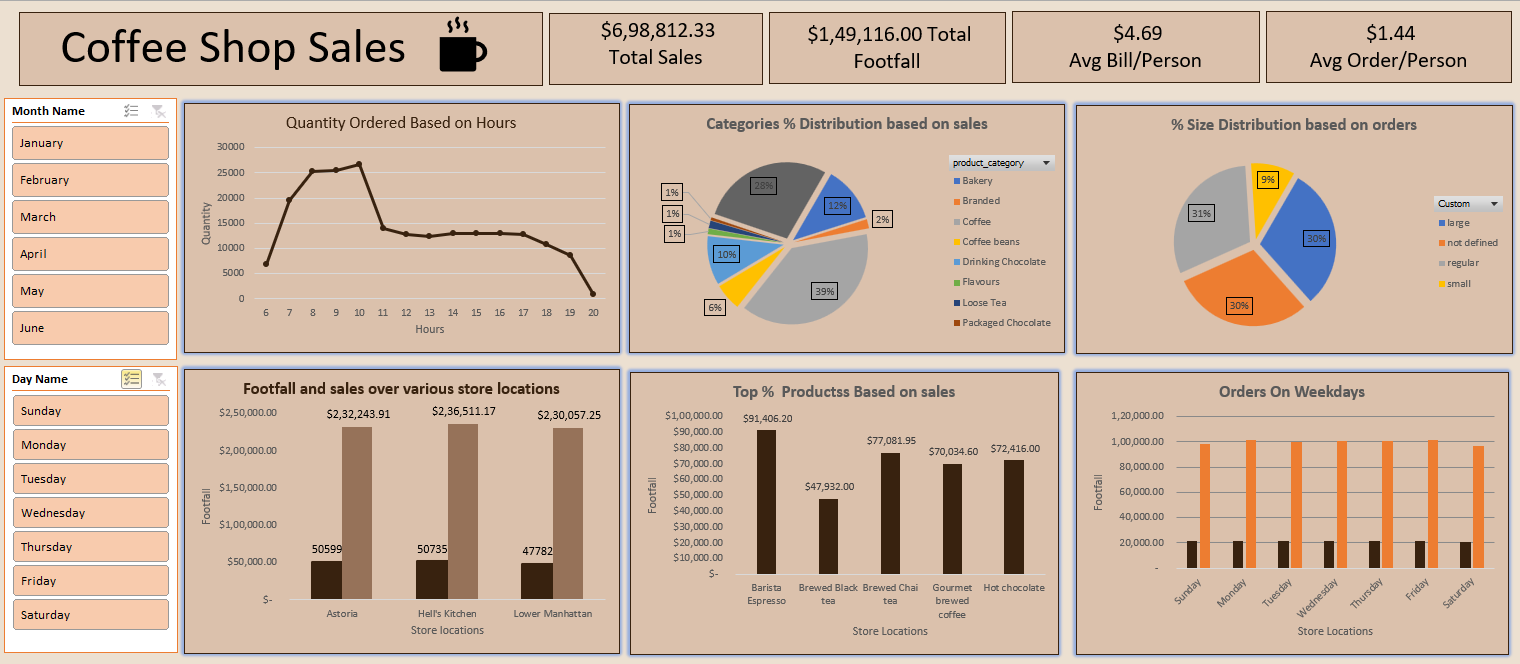 Coffee Shop Sales
$6,98,812.33
Total Sales
$1,49,116.00 Total
Footfall
$4.69
Avg Bill/Person
$1.44
Avg Order/Person
Month Name
January
February
March
April
May
June
Quantity Ordered Based on Hours
30000
25000
20000
15000
10000
5000
0
Quantity
6 7 8 9 10 11 12 13 14 15 16 17 18 19 20
Hours
Categories % Distribution based on sales
28%
12%
2%
39%
6%
10%
1%
1%
1%
product_category
Bakery
Branded
Coffee
Coffee beans
Drinking Chocolate
Flavours
Loose Tea
Packaged Chocolate
% Size Distribution based on orders
9%
31%
30%
30%
Custom
large
not defined
regular
small
Day Name
Sunday
Monday
Tuesday
Wednesday
Thursday
Friday
Saturday
Footfall and sales over various store locations
$2,50,000.00
$2,00,000.00
$1,50,000.00
$1,00,000.00
$50,000.00
$-
Footfall
$2,32,243.91
$2,36,511.17
$2,30,057.25
50599
50735
47782
Astoria
Hell's Kitchen
Lower Manhattan
Store locations
Top % Productss Based on sales
$1,00,000.00
$90,000.00
$80,000.00
$70,000.00
$60,000.00
$50,000.00
$40,000.00
$30,000.00
$20,000.00
$10,000.00
$-
Footfall
$91,406.20
$47,932.00
$77,081.95
$70,034.60
$72,416.00
Barista
Espresso
Brewed Black
tea
Brewed Chai
tea
Gourmet
brewed
coffee
Hot chocolate
Store Locations
Orders On Weekdays
1,20,000.00
1,00,000.00
80,000.00
60,000.00
40,000.00
20,000.00
-
Footfall
Sunday
Monday
Tuesday
Wednesday
Thursday
Friday
Saturday
Store Locations